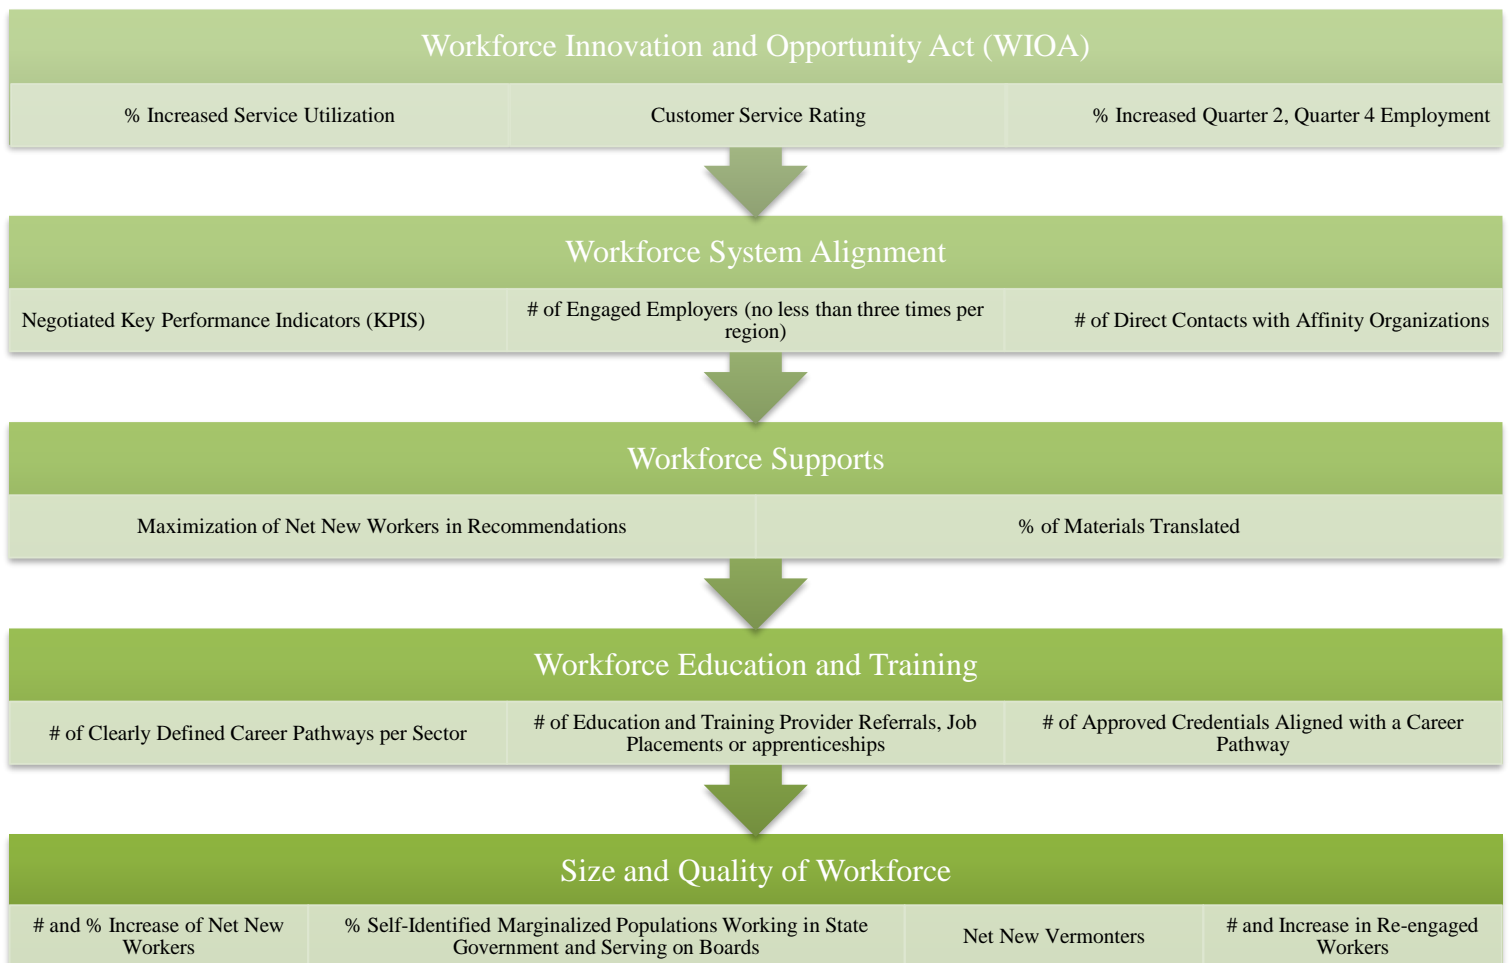 Workforce Innovation and Opportunity Act (WIOA)
% Increased Service Utilization
Customer Service Rating
% Increased Quarter 2, Quarter 4 Employment
Workforce System Alignment
Negotiated Key Performance Indicators (KPIS)
# of Engaged Employers (no less than three times per
region)
# of Direct Contacts with Affinity Organizations
Workforce Supports
Maximization of Net New Workers in Recommendations
% of Materials Translated
Workforce Education and Training
# of Clearly Defined Career Pathways per Sector
# of Education and Training Provider Referrals, Job
Placements or apprenticeships
# of Approved Credentials Aligned with a Career
Pathway
Size and Quality of Workforce
# and % Increase of Net New
Workers
% Self-Identified Marginalized Populations Working in State
Government and Serving on Boards
Net New Vermonters
# and Increase in Re-engaged
Workers